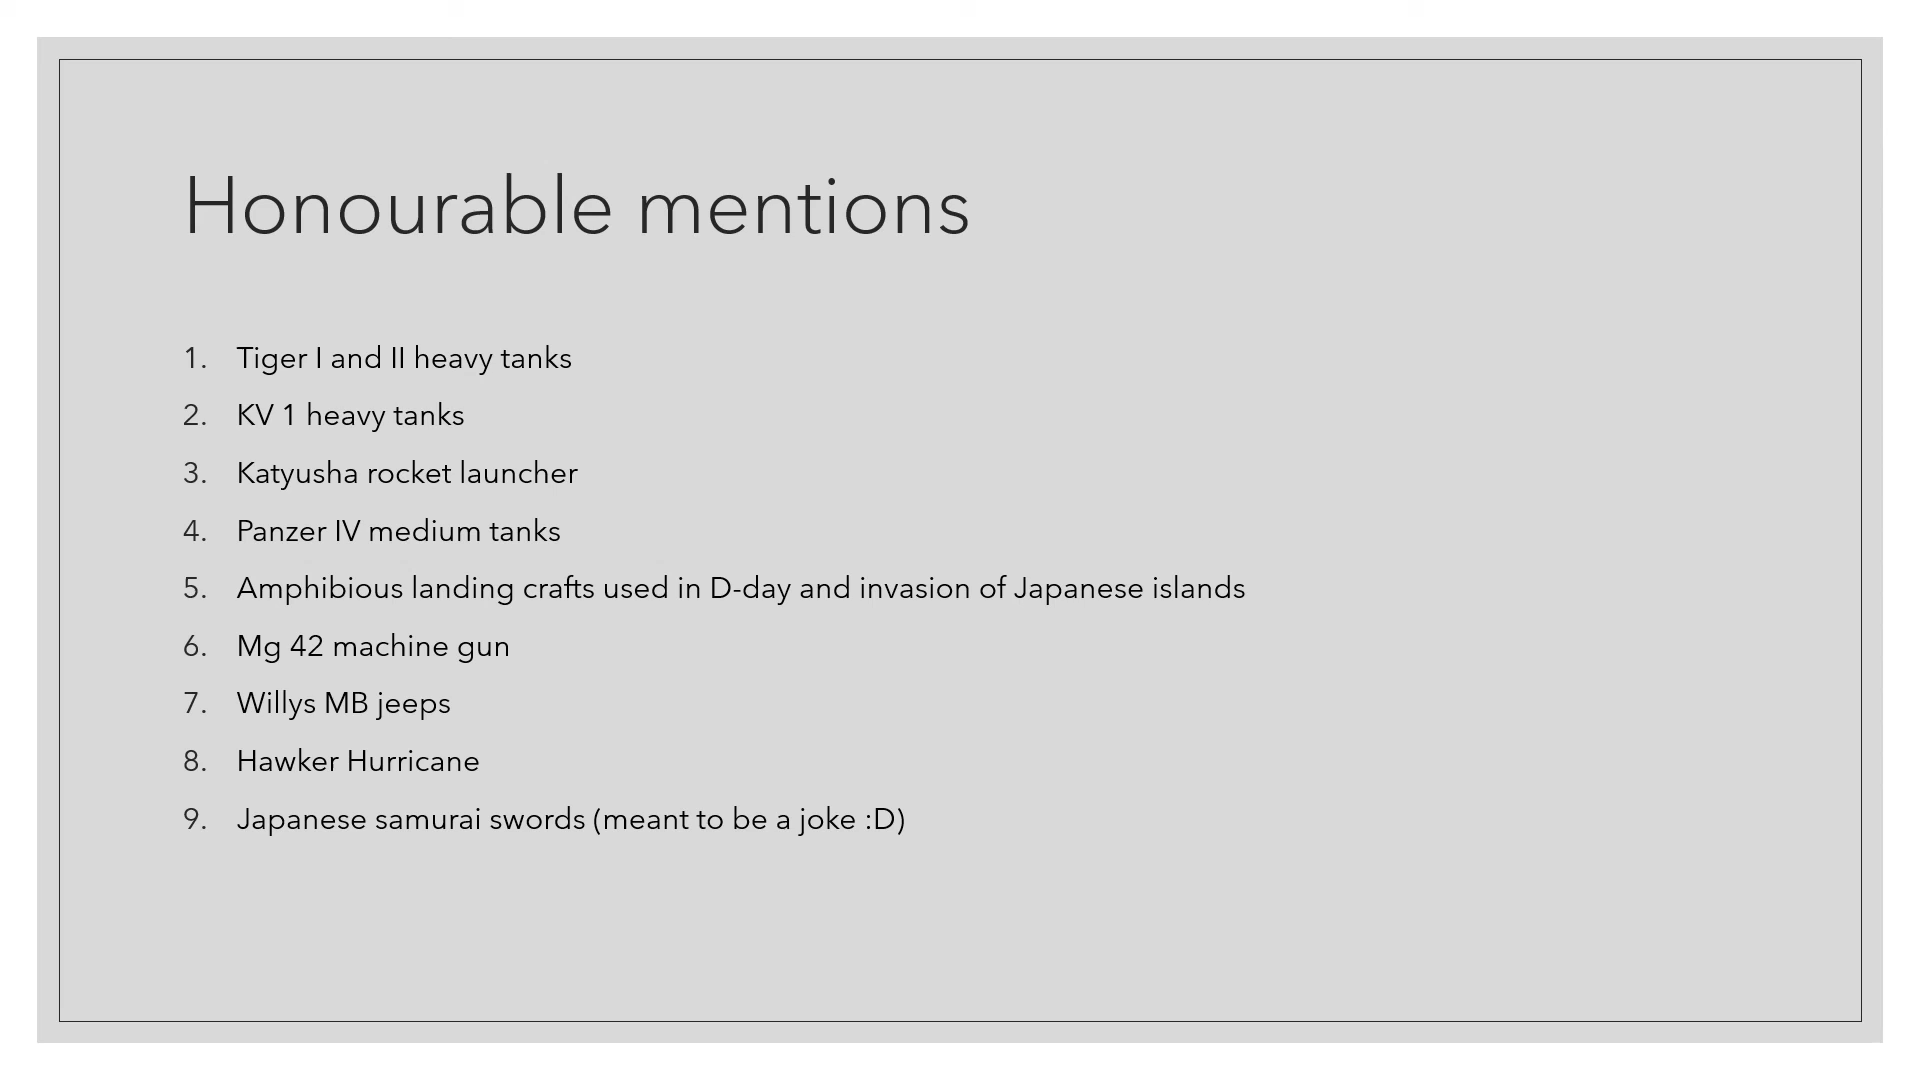 Honourable mentions
1. Tiger I and II heavy tanks
2. KV 1 heavy tanks
3. Katyusha rocket launcher
4. Panzer IV medium tanks
5. Amphibious landing crafts used in D-day and invasion of Japanese islands
6. Mg 42 machine gun
7. Willys MB jeeps
8. Hawker Hurricane
9. Japanese samurai swords (meant to be a joke :D)